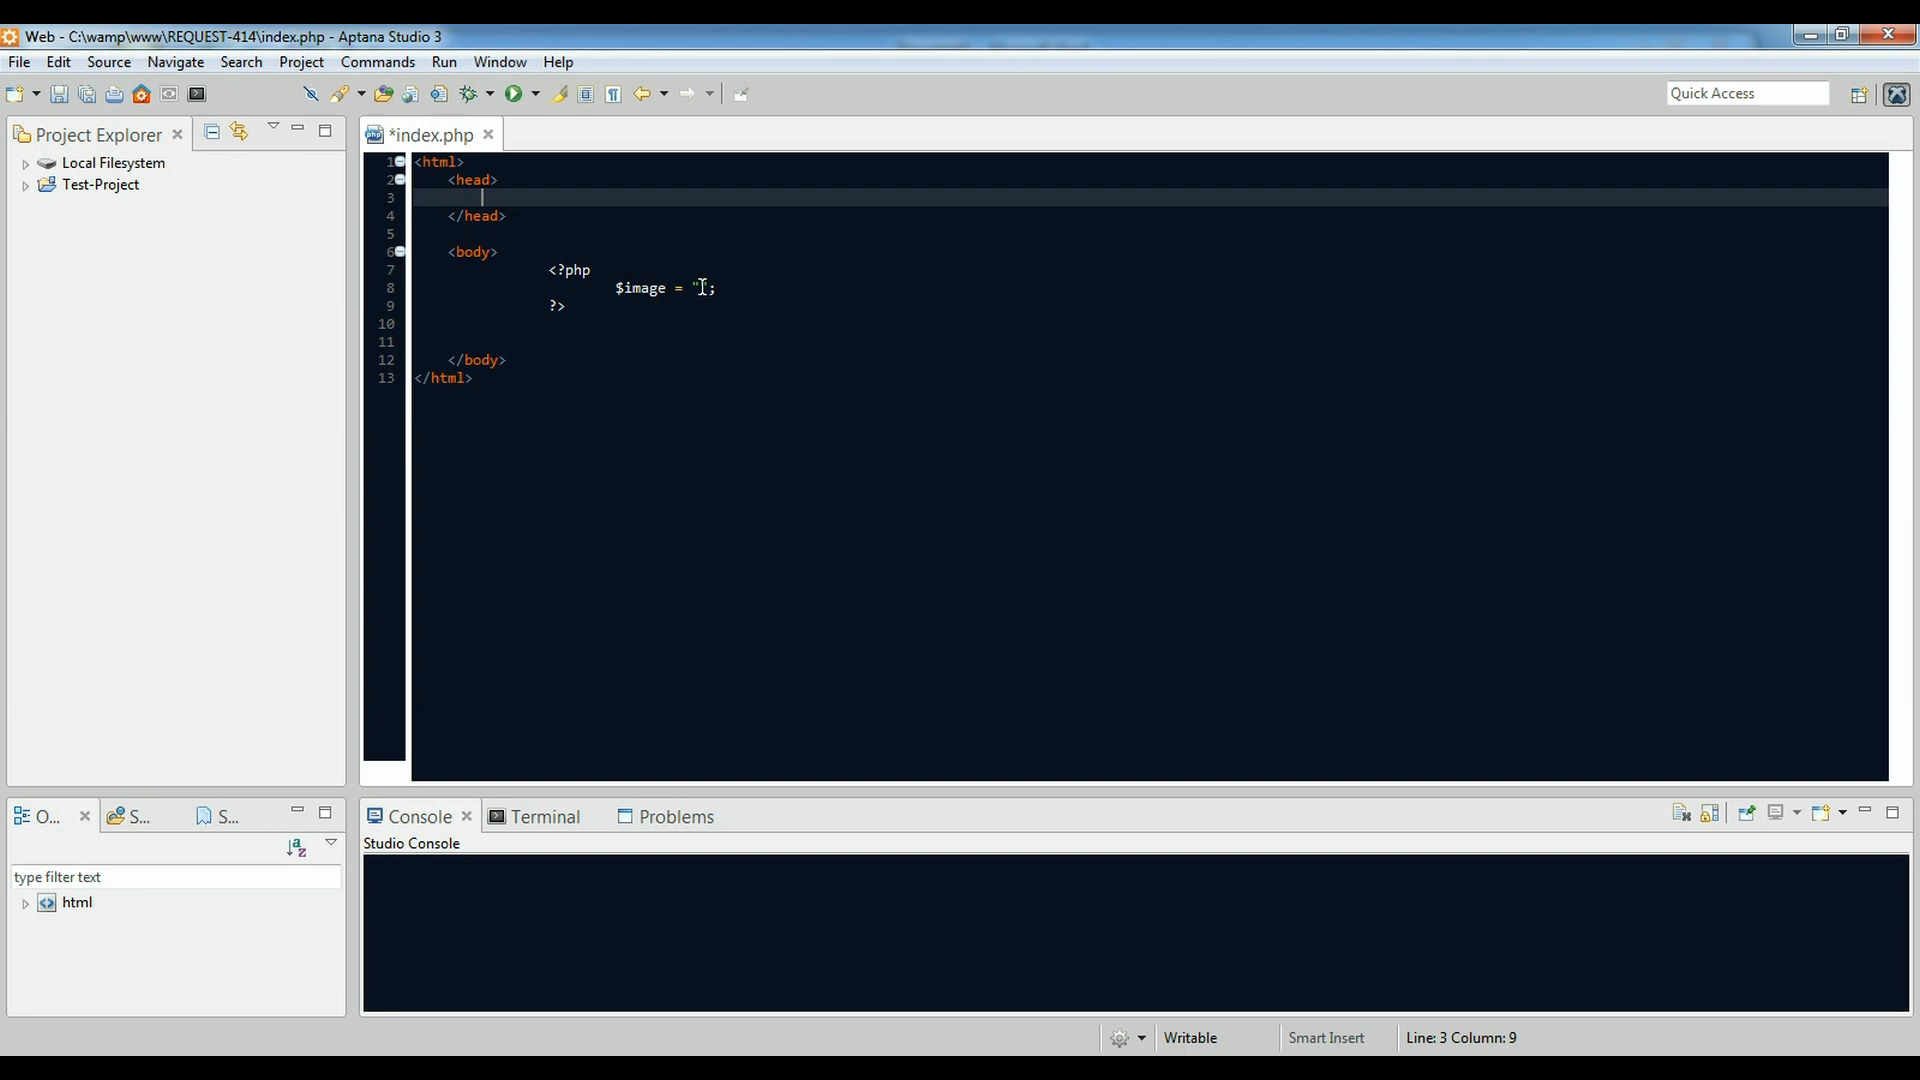 Web - C:\wamp\www\REQUEST-414\index.php - Aptana Studio 3
File Edit Source Navigate Search Project Commands Run Window Help
Quick Access
Project Explorer
*index.php
Local Filesystem
Test-Project
1 <html>
2 <head>
3
4 </head>
5
6 <body>
7 <?php
8 $image = "";
9 ?>
10
11
12 </body>
13 </html>
O... S... S...
Console Terminal Problems
Studio Console
type filter text
html
Writable Smart Insert Line: 3 Column: 9